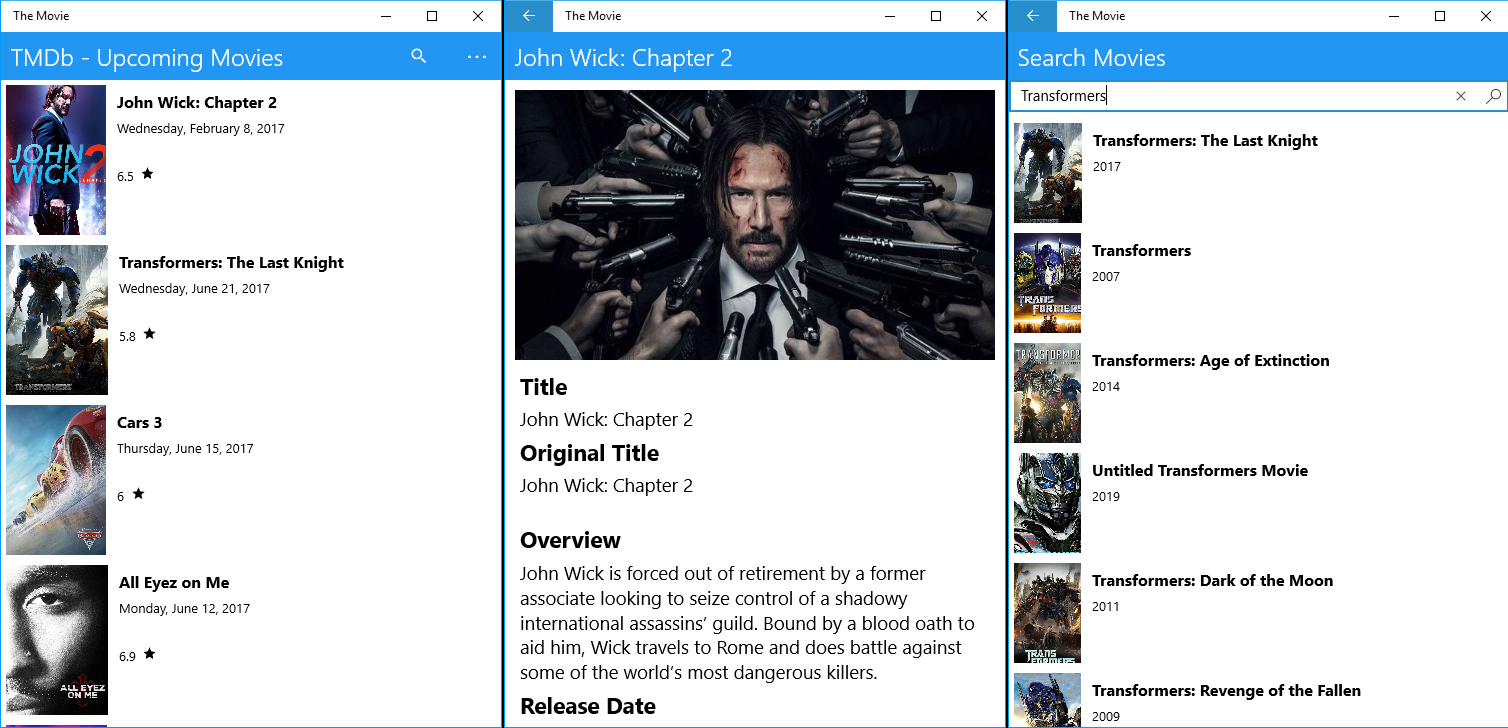 The Movie
TMDb - Upcoming Movies
JOHN
WICK 2
CHAPTER
John Wick: Chapter 2
Wednesday, February 8, 2017
6.5 ★
TRANSFORMERS
Transformers: The Last Knight
Wednesday, June 21, 2017
5.8 ★
Cars 3
Thursday, June 15, 2017
6 ★
ALL EYEZ
ON ME
All Eyez on Me
Monday, June 12, 2017
6.9 ★
The Movie
John Wick: Chapter 2
Title
John Wick: Chapter 2
Original Title
John Wick: Chapter 2
Overview
John Wick is forced out of retirement by a former
associate looking to seize control of a shadowy
international assassins’ guild. Bound by a blood oath to
aid him, Wick travels to Rome and does battle against
some of the world’s most dangerous killers.
Release Date
The Movie
Search Movies
Transformers
TRANSFORMERS
Transformers: The Last Knight
2017
TRANS
FORMERS
Transformers
2007
TRANSFORMERS
Transformers: Age of Extinction
2014
Untitled Transformers Movie
2019
TRANS
FORMERS
Transformers: Dark of the Moon
2011
Transformers: Revenge of the Fallen
2009